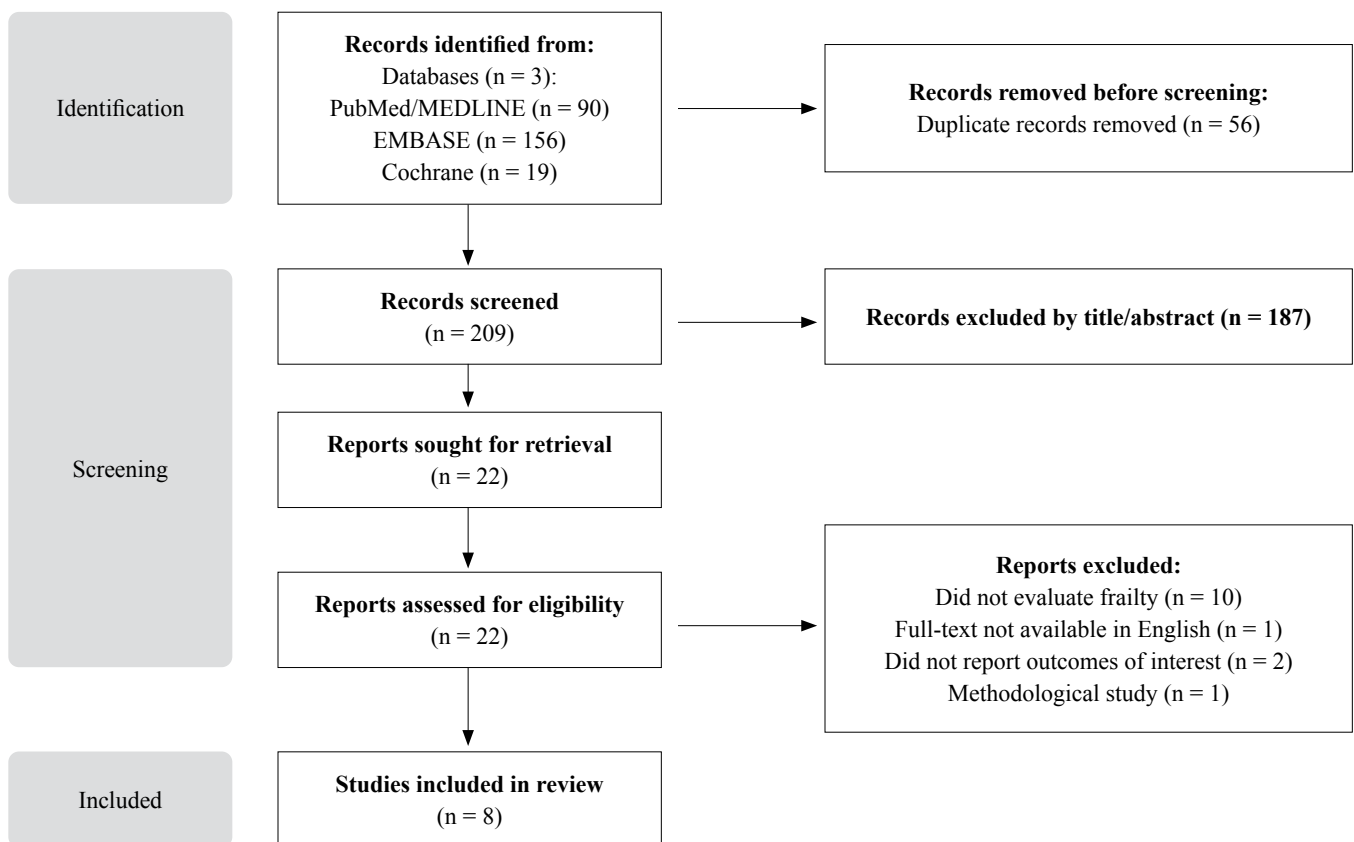 Identification
Records identified from:
Databases (n = 3):
PubMed/MEDLINE (n = 90)
EMBASE (n = 156)
Cochrane (n = 19)
Records removed before screening:
Duplicate records removed (n = 56)
Screening
Records screened
(n = 209)
Records excluded by title/abstract (n = 187)
Reports sought for retrieval
(n = 22)
Reports assessed for eligibility
(n = 22)
Reports excluded:
Did not evaluate frailty (n = 10)
Full-text not available in English (n = 1)
Did not report outcomes of interest (n = 2)
Methodological study (n = 1)
Included
Studies included in review
(n = 8)